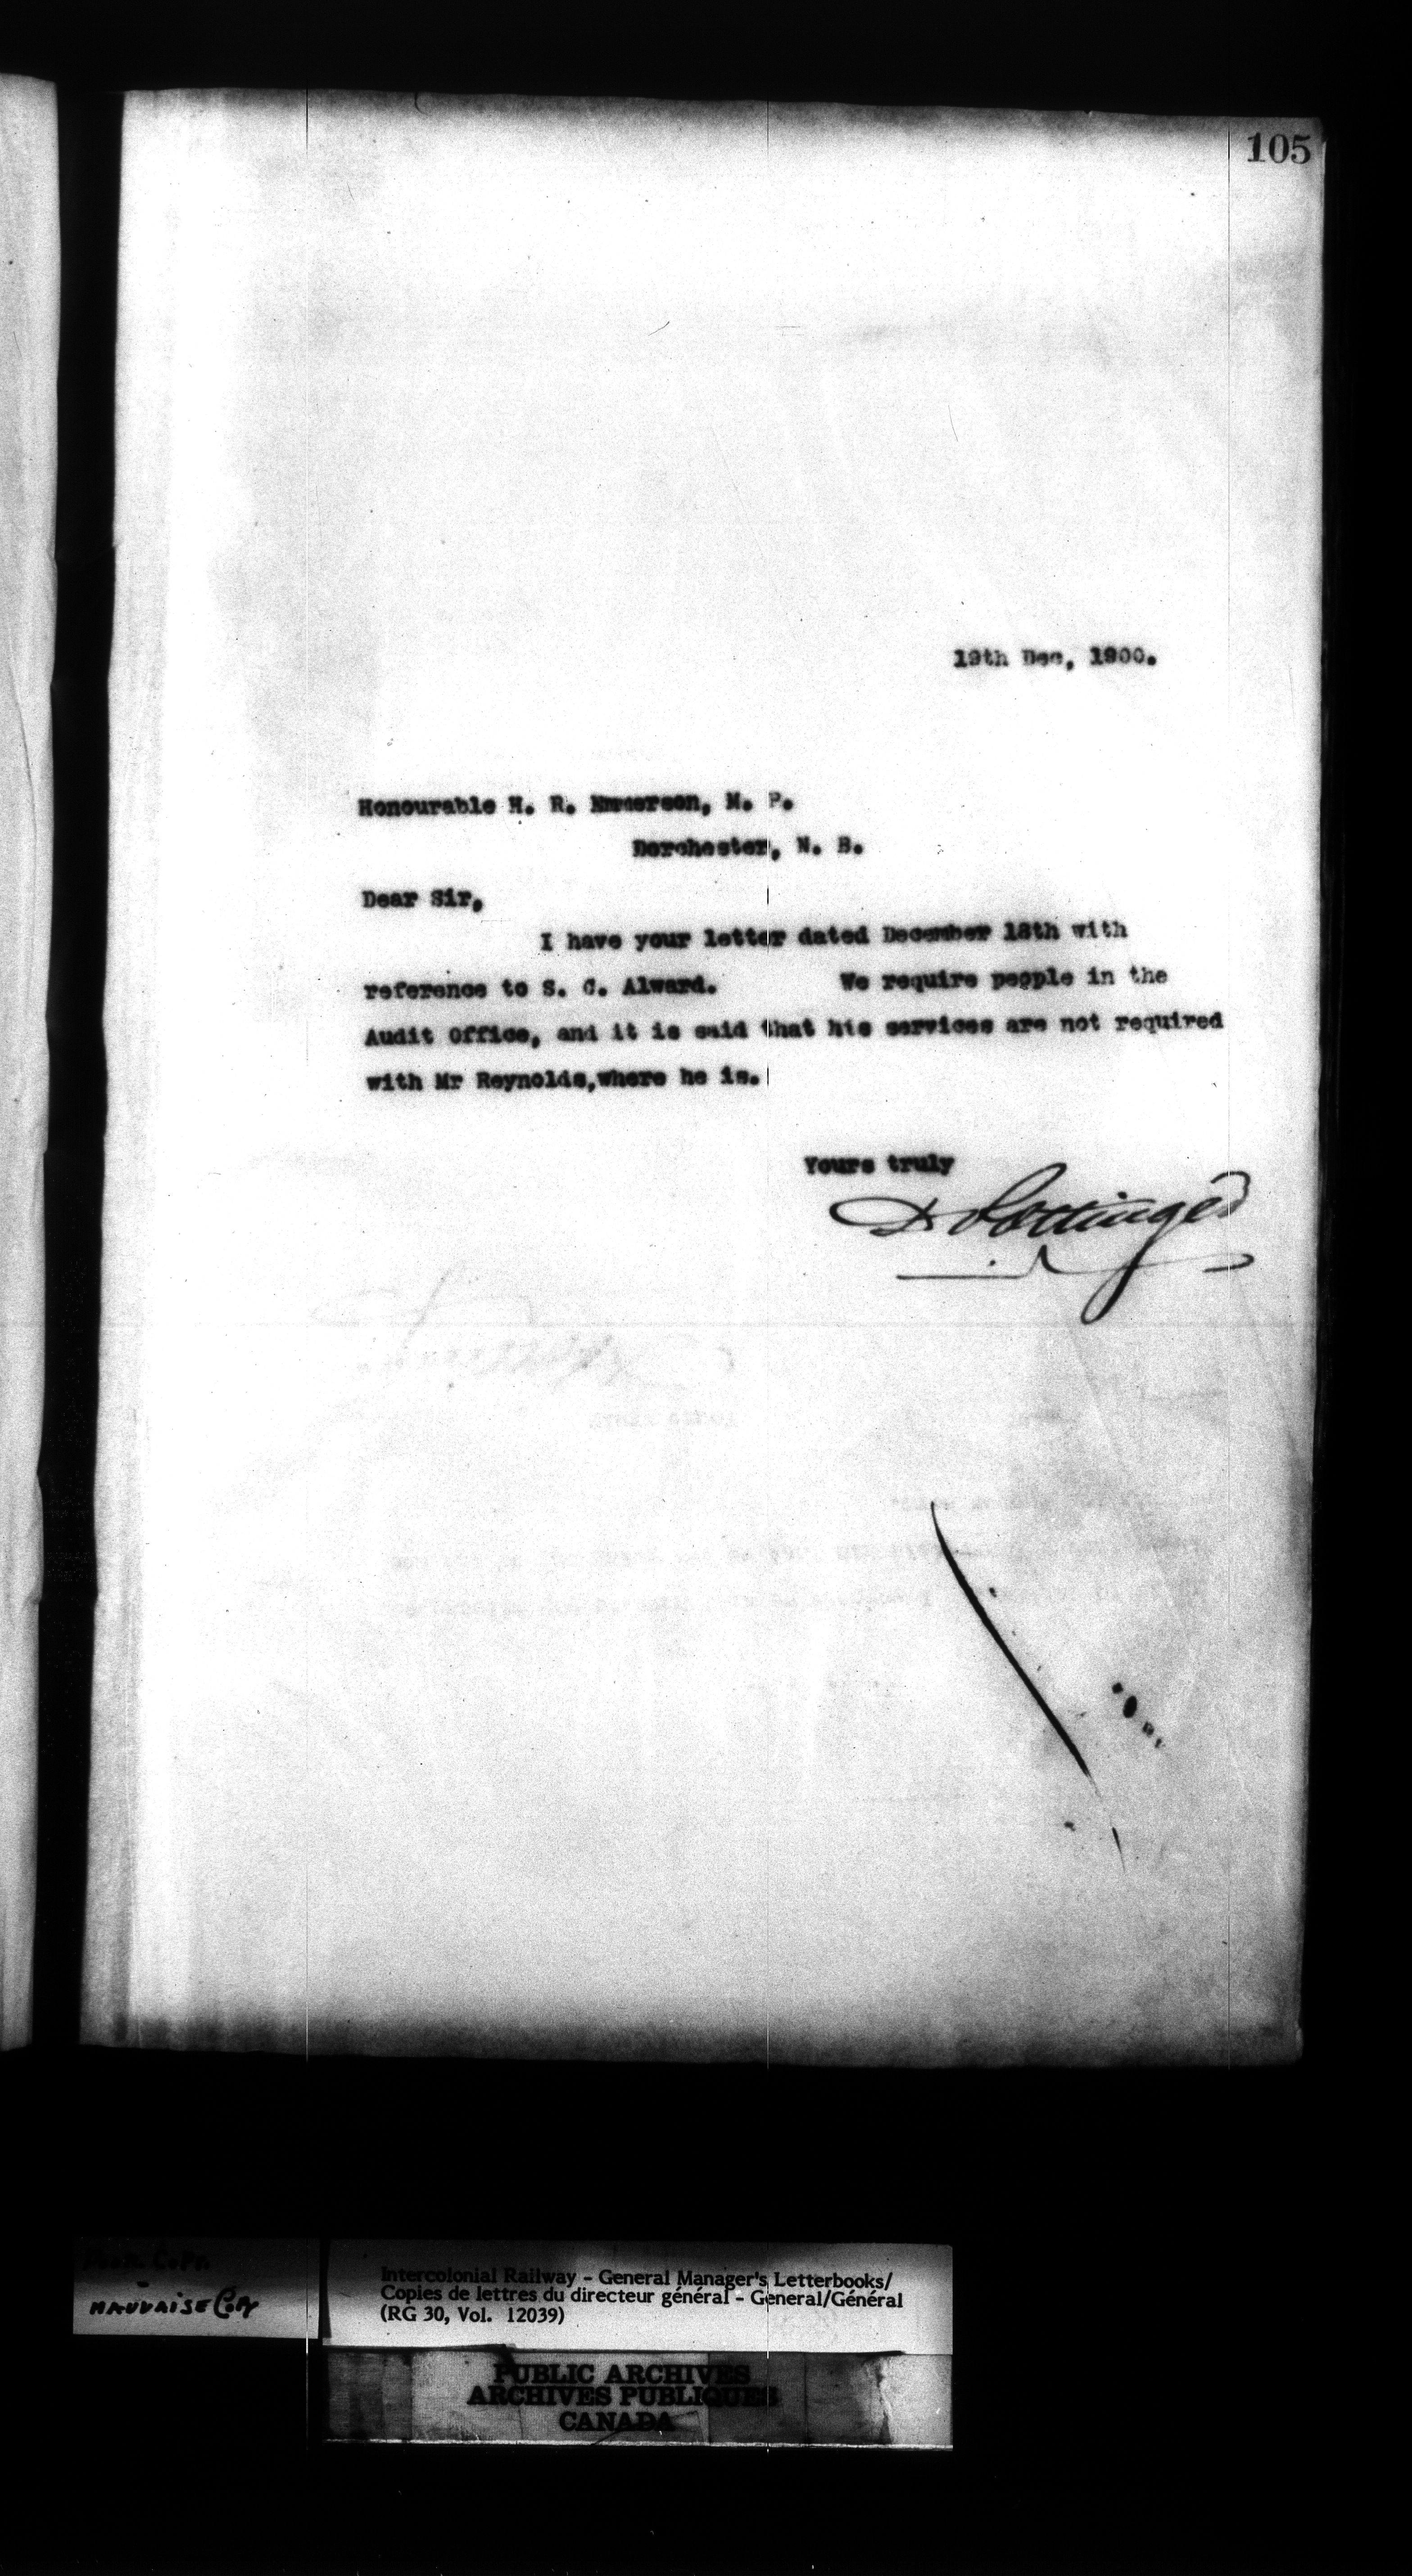 105
19th Dec, 1900.
Honourable H. R. Emmerson, M. P.
Dorchester, N. B.
Dear Sir,
I have your letter dated December 18th with
reference to S. C. Alward. We require people in the
Audit Office, and it is said that his services are not required
with Mr Reynolds,where he is.
Yours truly
D Pottinger
POOR COPY
-
MAUVAISE COPY
Intercolonial Railway - General Manager's Letterbooks/
Copies de lettres du directeur général - General/Général
(RG 30, Vol. 12039)
PUBLIC ARCHIVES
ARCHIVES PUBLIQUES
CANADA